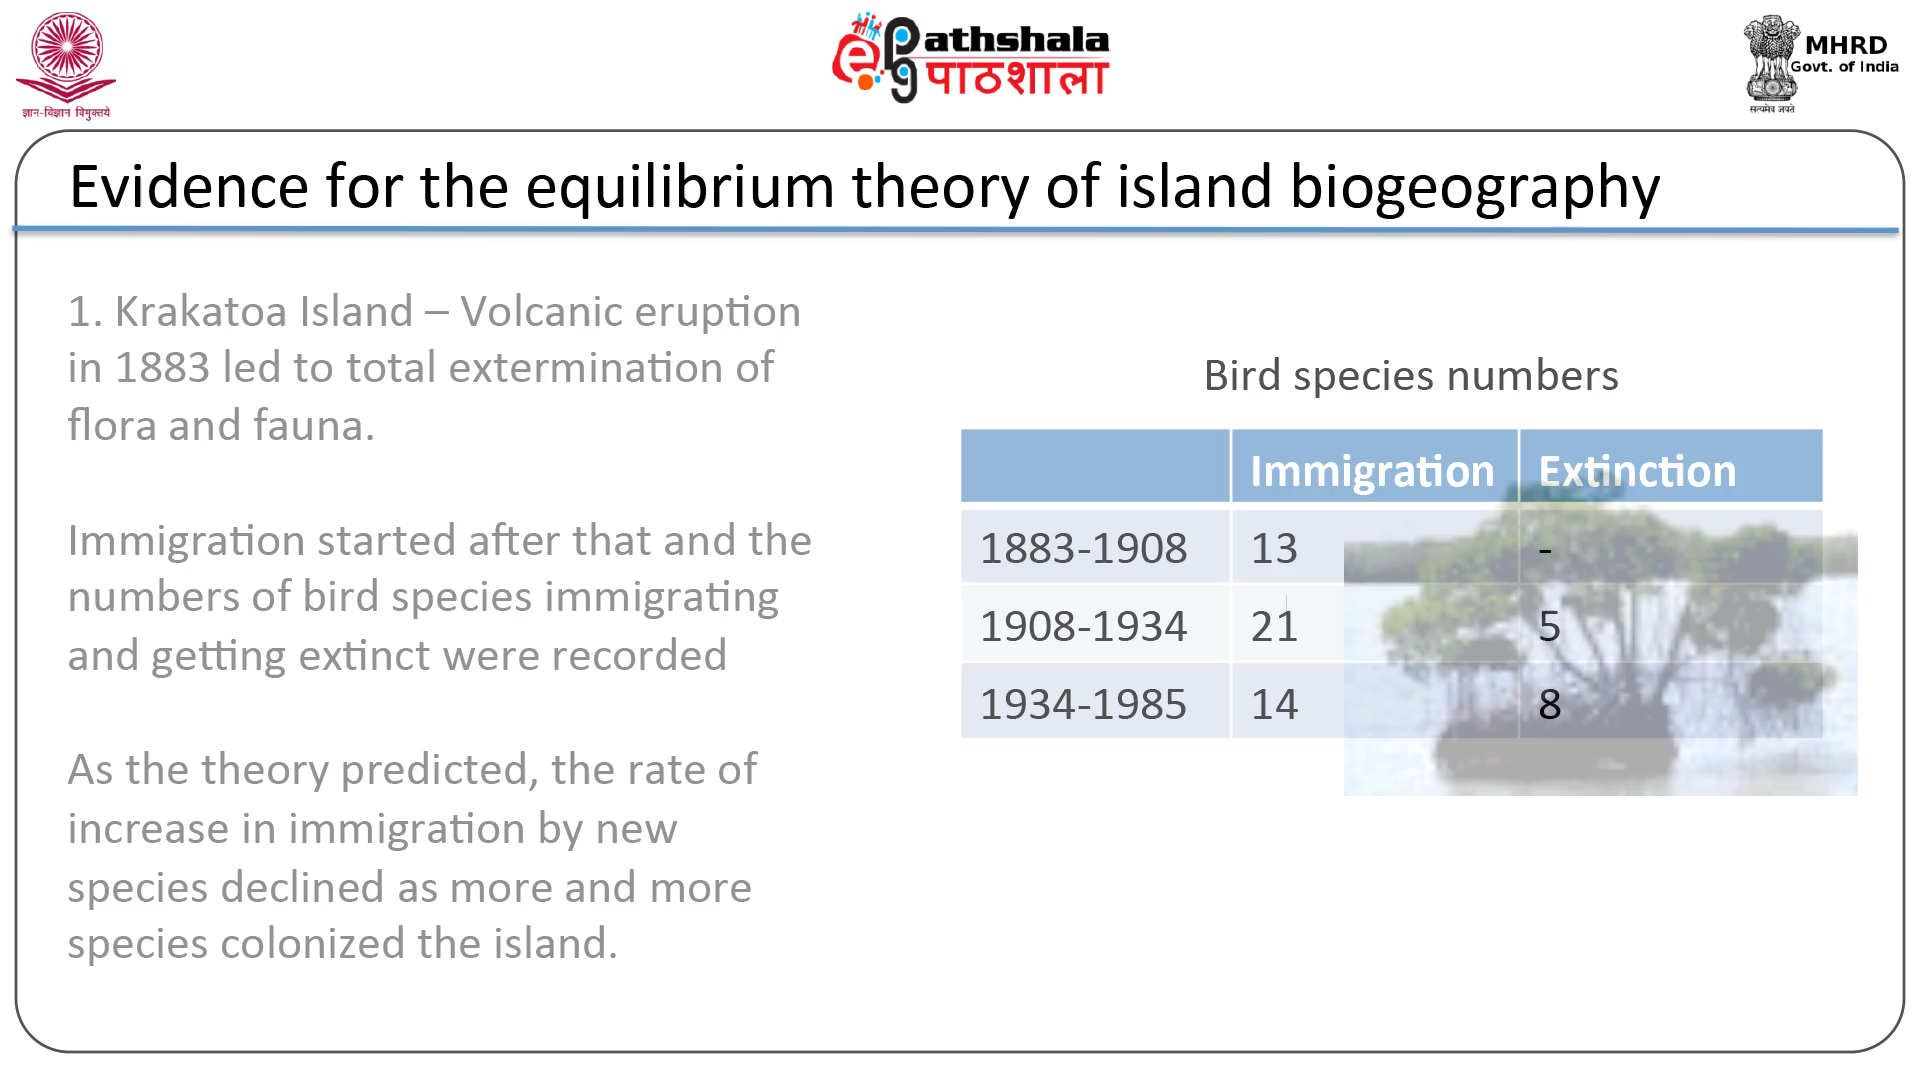 ज्ञान-विज्ञान विमुक्तये
ePathshala
पाठशाला
MHRD
Govt. of India
सत्यमेव जयते
Evidence for the equilibrium theory of island biogeography
1. Krakatoa Island – Volcanic eruption
in 1883 led to total extermination of
flora and fauna.
Immigration started after that and the
numbers of bird species immigrating
and getting extinct were recorded
As the theory predicted, the rate of
increase in immigration by new
species declined as more and more
species colonized the island.
Bird species numbers
Immigration Extinction
1883-1908 13 -
1908-1934 21 5
1934-1985 14 8